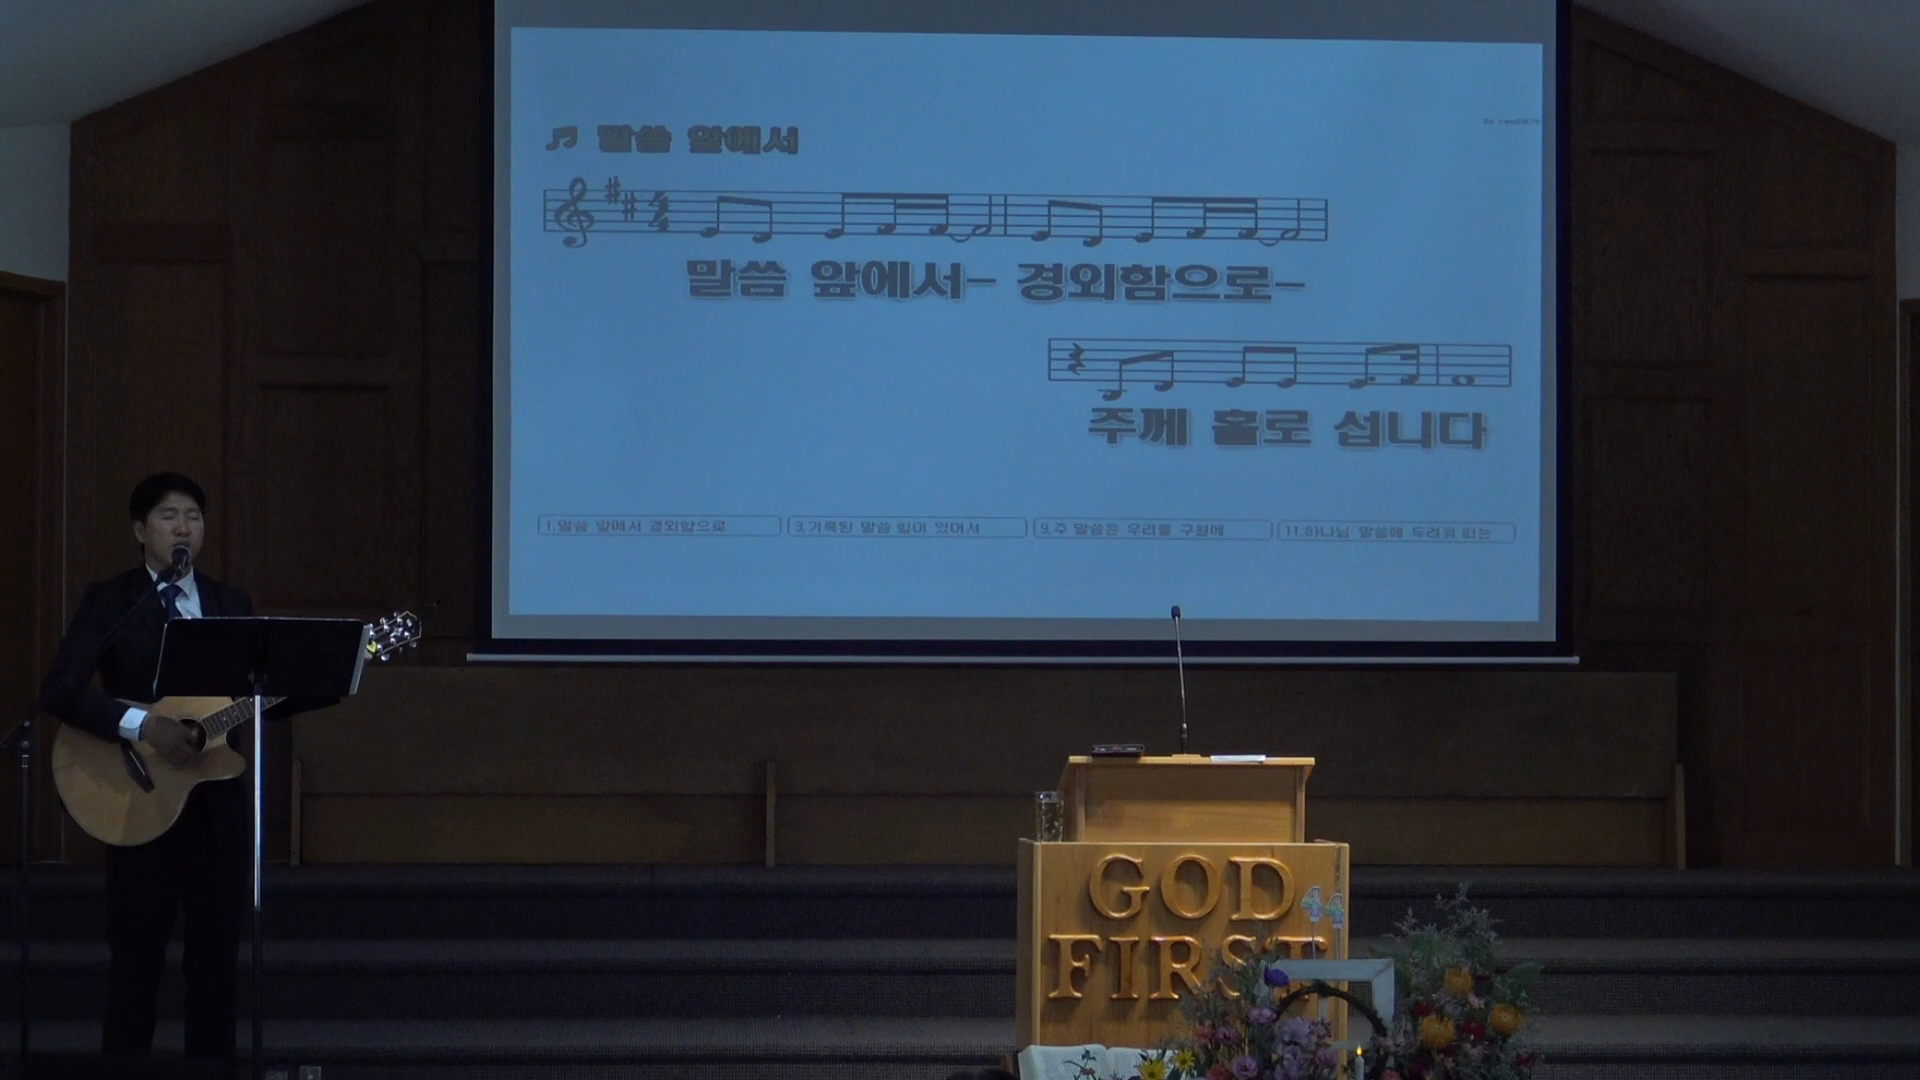 말씀 앞에서
말씀 앞에서- 경외함으로-
주께 홀로 섭니다
1.말씀 앞에서 경외함으로
3.기록된 말씀 힘이 있어서
9.주 말씀은 우리를 구원에
11.하나님 말씀에 두려워 떠는
GOD
FIRST
44